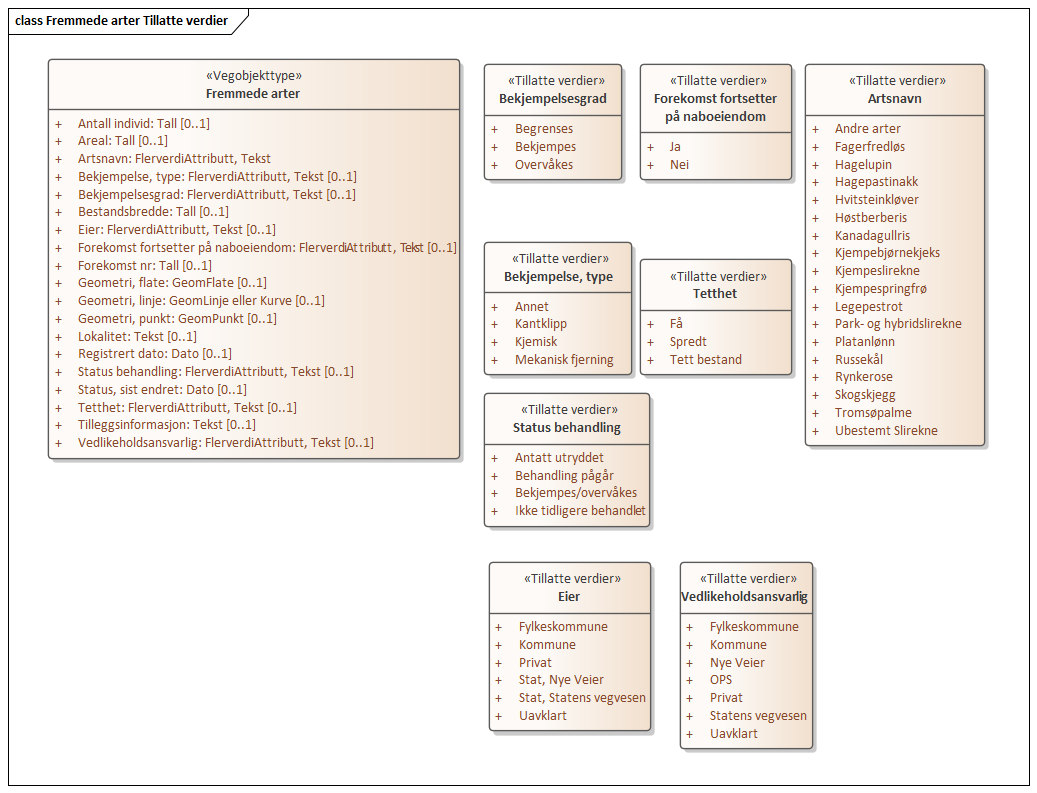 class Fremmede arter Tillatte verdier
«Vegobjekttype»
Fremmede arter
+ Antall individ: Tall [0..1]
+ Areal: Tall [0..1]
+ Artsnavn: FlerverdiAttributt, Tekst
+ Bekjempelse, type: FlerverdiAttributt, Tekst [0..1]
+ Bekjempelsesgrad: FlerverdiAttributt, Tekst [0..1]
+ Bestandsbredde: Tall [0..1]
+ Eier: FlerverdiAttributt, Tekst [0..1]
+ Forekomst fortsetter på naboeiendom: FlerverdiAttributt, Tekst [0..1]
+ Forekomst nr: Tall [0..1]
+ Geometri, flate: GeomFlate [0..1]
+ Geometri, linje: GeomLinje eller Kurve [0..1]
+ Geometri, punkt: GeomPunkt [0..1]
+ Lokalitet: Tekst [0..1]
+ Registrert dato: Dato [0..1]
+ Status behandling: FlerverdiAttributt, Tekst [0..1]
+ Status, sist endret: Dato [0..1]
+ Tetthet: FlerverdiAttributt, Tekst [0..1]
+ Tilleggsinformasjon: Tekst [0..1]
+ Vedlikeholdsansvarlig: FlerverdiAttributt, Tekst [0..1]
«Tillatte verdier»
Bekjempelsesgrad
+ Begrenses
+ Bekjempes
+ Overvåkes
«Tillatte verdier»
Forekomst fortsetter
på naboeiendom
+ Ja
+ Nei
«Tillatte verdier»
Artsnavn
+ Andre arter
+ Fagerfredløs
+ Hagelupin
+ Hagepastinakk
+ Hvitsteinkløver
+ Høstberberis
+ Kanadagullris
+ Kjempebjørnekjeks
+ Kjempeslirekne
+ Kjempespringfrø
+ Legepestrot
+ Park- og hybridslirekne
+ Platanlønn
+ Russekål
+ Rynkerose
+ Skogskjegg
+ Tromsøpalme
+ Ubestemt Slirekne
«Tillatte verdier»
Bekjempelse, type
+ Annet
+ Kantklipp
+ Kjemisk
+ Mekanisk fjerning
«Tillatte verdier»
Tetthet
+ Få
+ Spredt
+ Tett bestand
«Tillatte verdier»
Status behandling
+ Antatt utryddet
+ Behandling pågår
+ Bekjempes/overvåkes
+ Ikke tidligere behandlet
«Tillatte verdier»
Eier
+ Fylkeskommune
+ Kommune
+ Privat
+ Stat, Nye Veier
+ Stat, Statens vegvesen
+ Uavklart
«Tillatte verdier»
Vedlikeholdsansvarlig
+ Fylkeskommune
+ Kommune
+ Nye Veier
+ OPS
+ Privat
+ Statens vegvesen
+ Uavklart